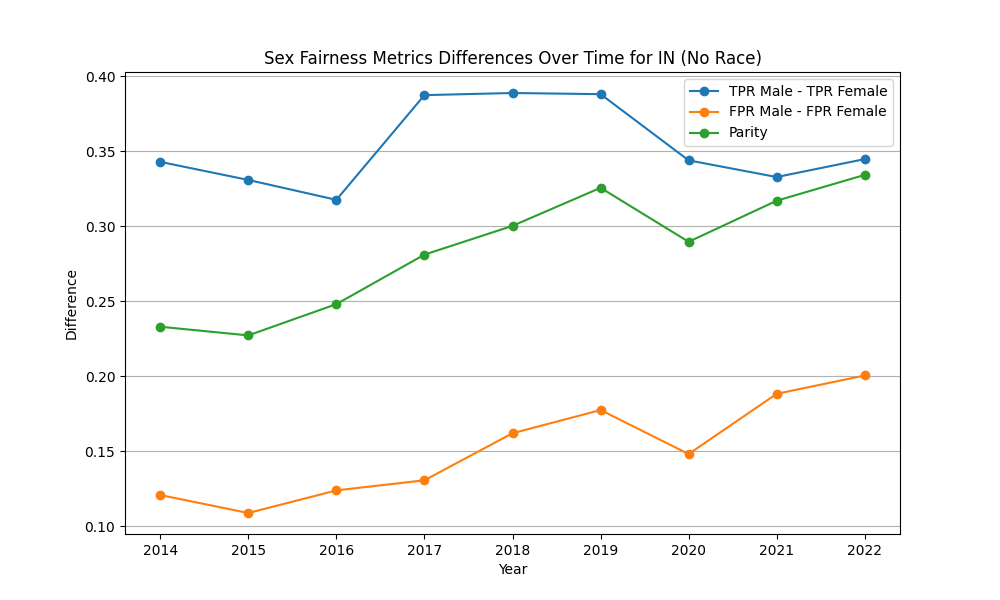 Sex Fairness Metrics Differences Over Time for IN (No Race)
TPR Male - TPR Female
FPR Male - FPR Female
Parity
Difference
0.40
0.35
0.30
0.25
0.20
0.15
0.10
2014 2015 2016 2017 2018 2019 2020 2021 2022
Year